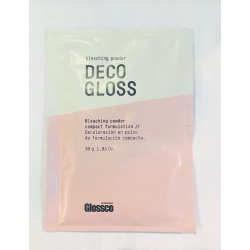 bleaching powder
DECO
GLOSS
Bleaching powder
compact formulation //
Decoloración en polvo
de formulación compacta.
Glossco